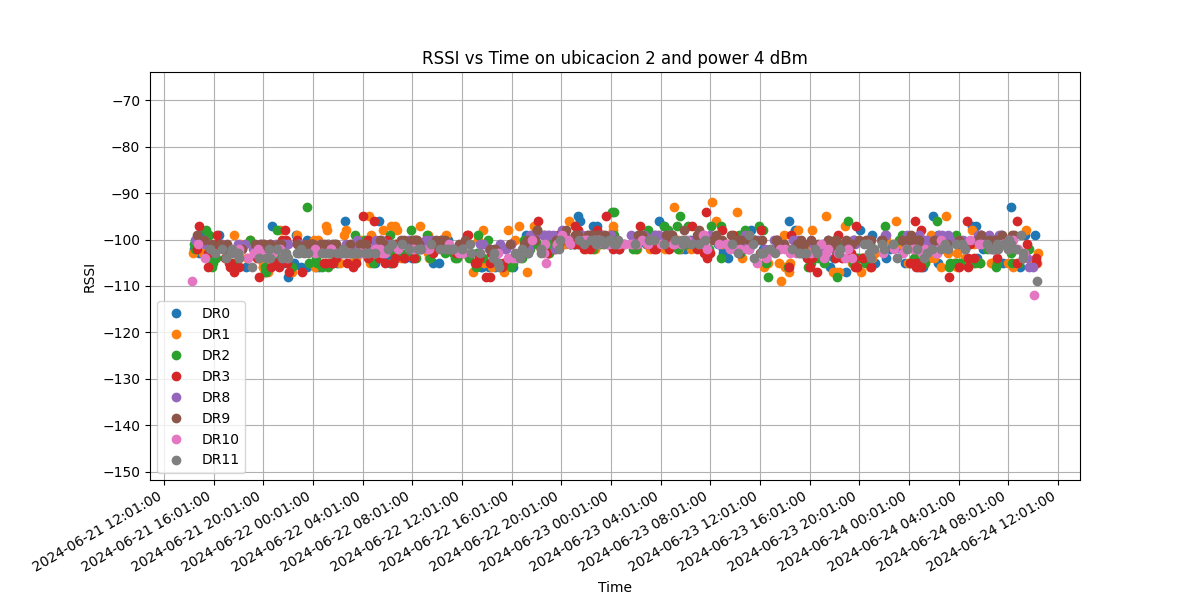 RSSI vs Time on ubicacion 2 and power 4 dBm
RSSI
−70
−80
−90
−100
−110
−120
−130
−140
−150
DR0
DR1
DR2
DR3
DR8
DR9
DR10
DR11
2024-06-21 12:01:00
2024-06-21 16:01:00
2024-06-21 20:01:00
2024-06-22 00:01:00
2024-06-22 04:01:00
2024-06-22 08:01:00
2024-06-22 12:01:00
2024-06-22 16:01:00
2024-06-22 20:01:00
2024-06-23 00:01:00
2024-06-23 04:01:00
2024-06-23 08:01:00
2024-06-23 12:01:00
2024-06-23 16:01:00
2024-06-23 20:01:00
2024-06-24 00:01:00
2024-06-24 04:01:00
2024-06-24 08:01:00
2024-06-24 12:01:00
Time